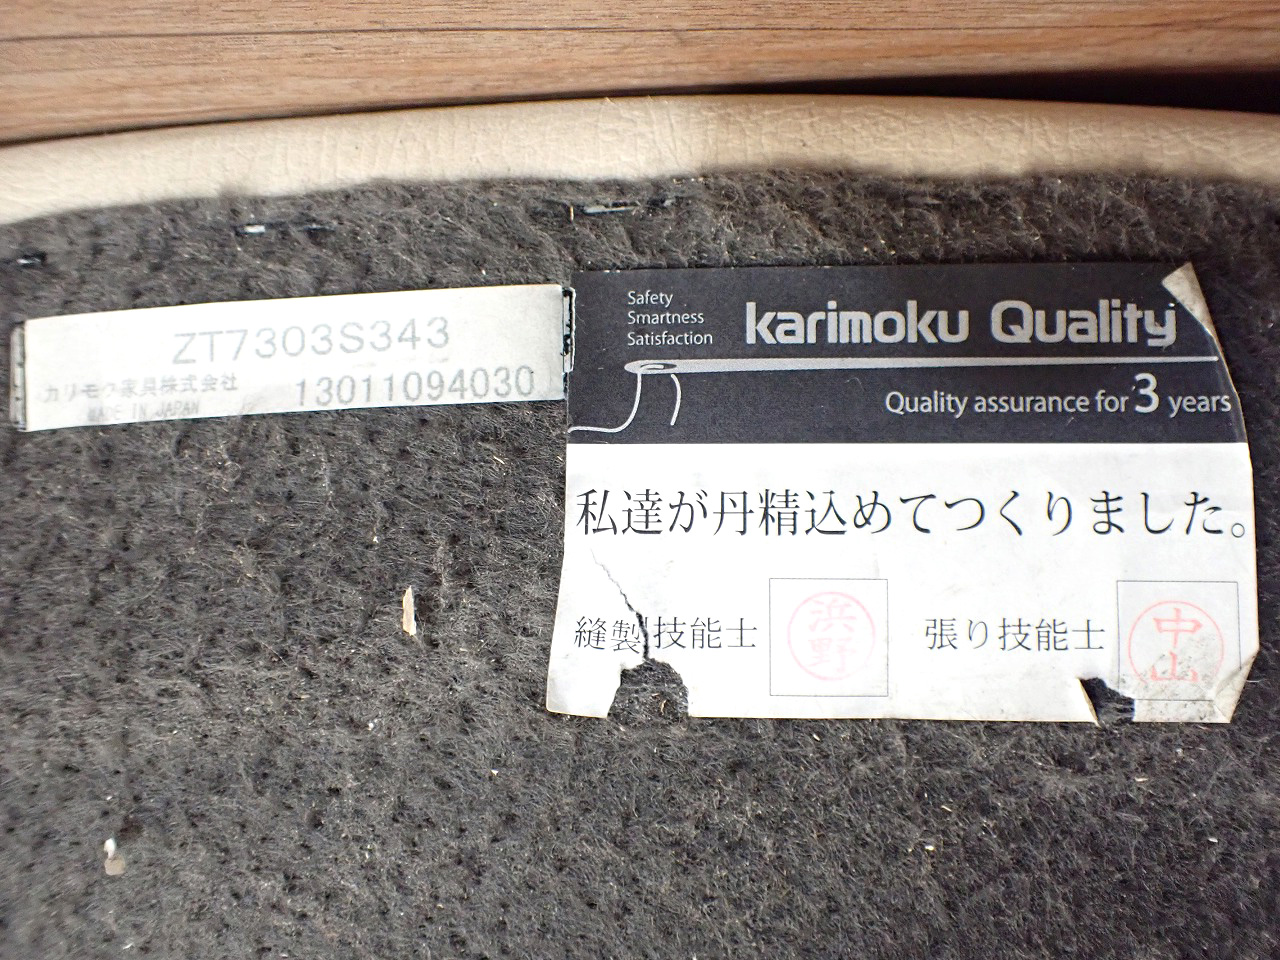 ZT7303S343
カリモク家具株式会社
13011094030
MADE IN JAPAN
Safety
Smartness
Satisfaction
karimoku Quality
Quality assurance for 3 years
私達が丹精込めてつくりました。
縫製技能士
浜野
張り技能士
中山